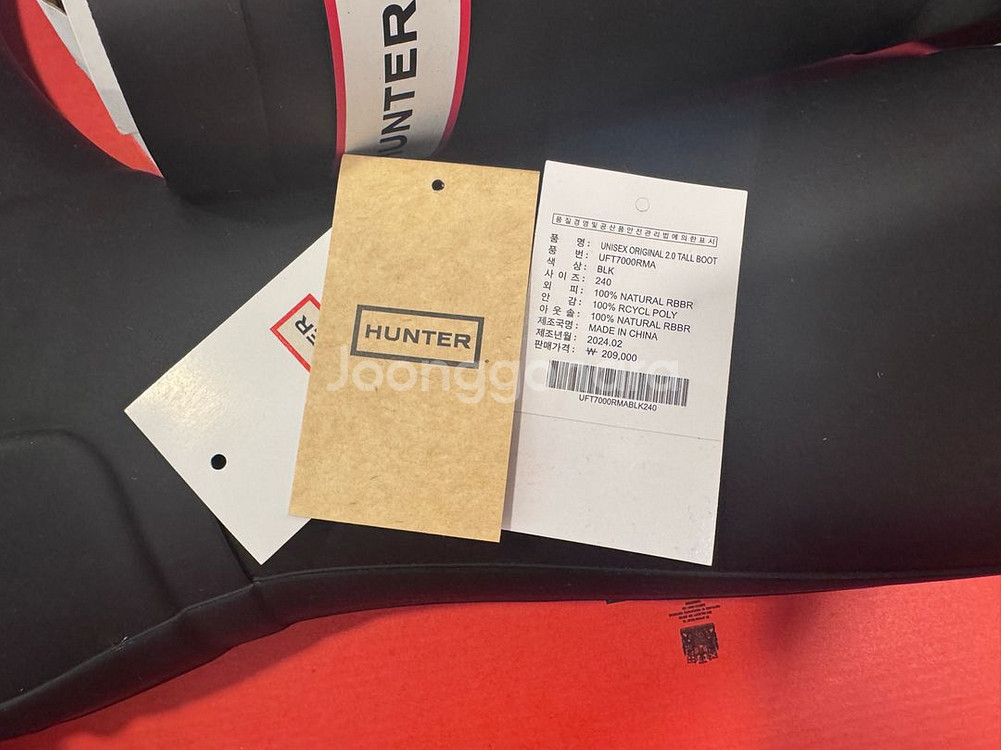 HUNTER
HUNTER
품질경영및공산품안전관리법에의한표시
품 명: UNISEX ORIGINAL 2.0 TALL BOOT
품 번: UFT7000RMA
색 상: BLK
사 이 즈: 240
외 피: 100% NATURAL RBBR
안 감: 100% RCYCL POLY
아 웃 솔: 100% NATURAL RBBR
제조국명: MADE IN CHINA
제조년월: 2024.02
판매가격: ₩ 209,000
UFT7000RMABLK240
Joonggonara